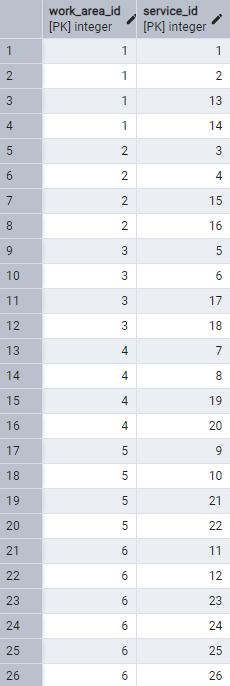 work_area_id service_id
[PK] integer [PK] integer
1 1 1
2 1 2
3 1 13
4 1 14
5 2 3
6 2 4
7 2 15
8 2 16
9 3 5
10 3 6
11 3 17
12 3 18
13 4 7
14 4 8
15 4 19
16 4 20
17 5 9
18 5 10
19 5 21
20 5 22
21 6 11
22 6 12
23 6 23
24 6 24
25 6 25
26 6 26